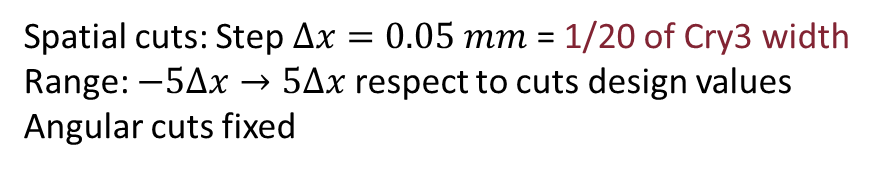 Spatial cuts: Step Δx = 0.05 mm = 1/20 of Cry3 width
Range: −5Δx → 5Δx respect to cuts design values
Angular cuts fixed